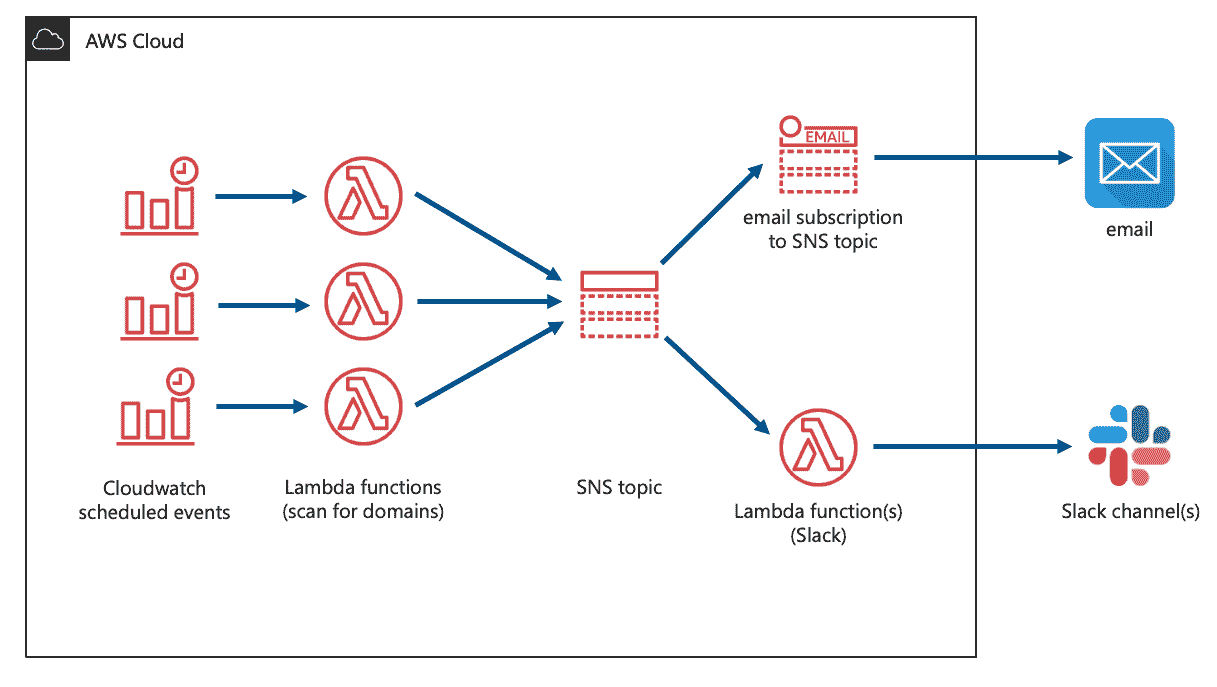 AWS Cloud
EMAIL
email subscription
to SNS topic
email
Cloudwatch
scheduled events
Lambda functions
(scan for domains)
SNS topic
Lambda function(s)
(Slack)
Slack channel(s)